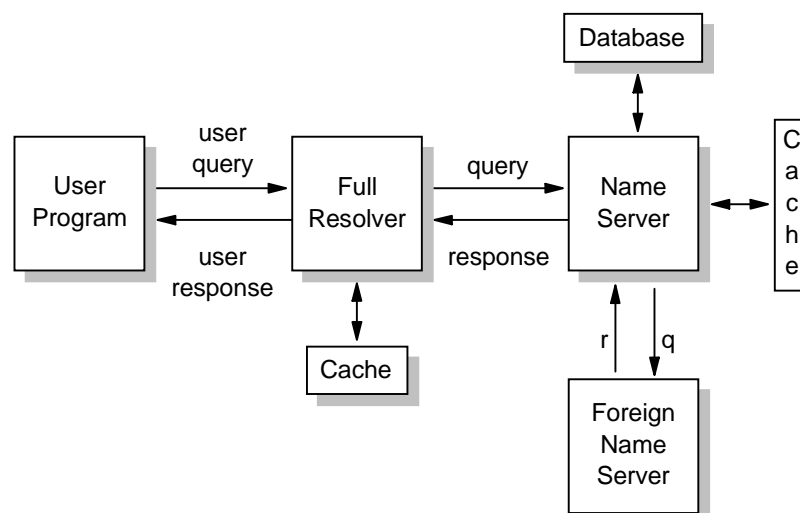 Database
user
query
User
Program
Full
Resolver
query
Name
Server
C
a
c
h
e
user
response
response
Cache
r
q
Foreign
Name
Server